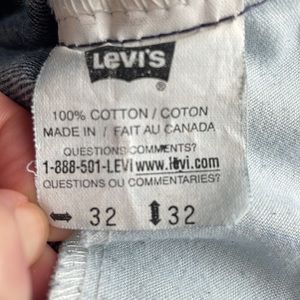 Levi's
®
100% COTTON / COTON
MADE IN / FAIT AU CANADA
QUESTIONS/COMMENTS?
1-888-501-LEVI www.levi.com
QUESTIONS OU COMMENTARIES?
32 32